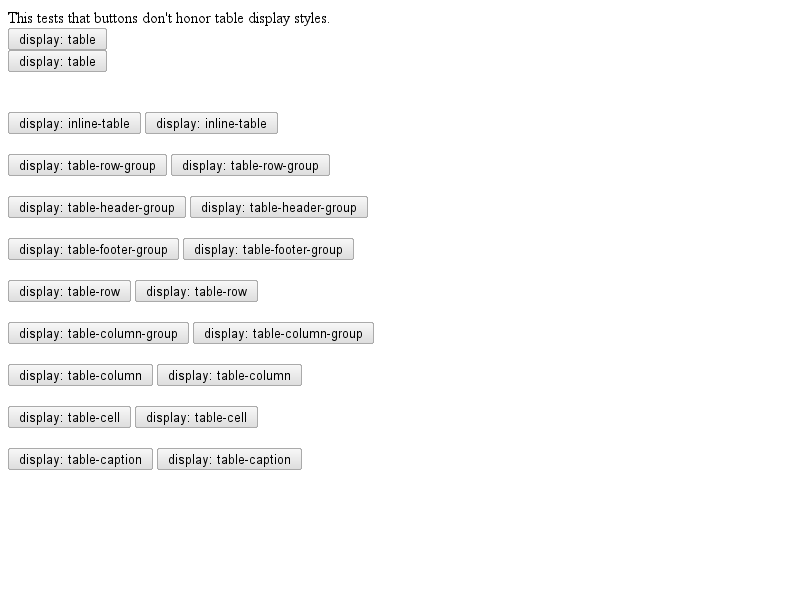 This tests that buttons don't honor table display styles.
display: table
display: table
display: inline-table display: inline-table
display: table-row-group display: table-row-group
display: table-header-group display: table-header-group
display: table-footer-group display: table-footer-group
display: table-row display: table-row
display: table-column-group display: table-column-group
display: table-column display: table-column
display: table-cell display: table-cell
display: table-caption display: table-caption